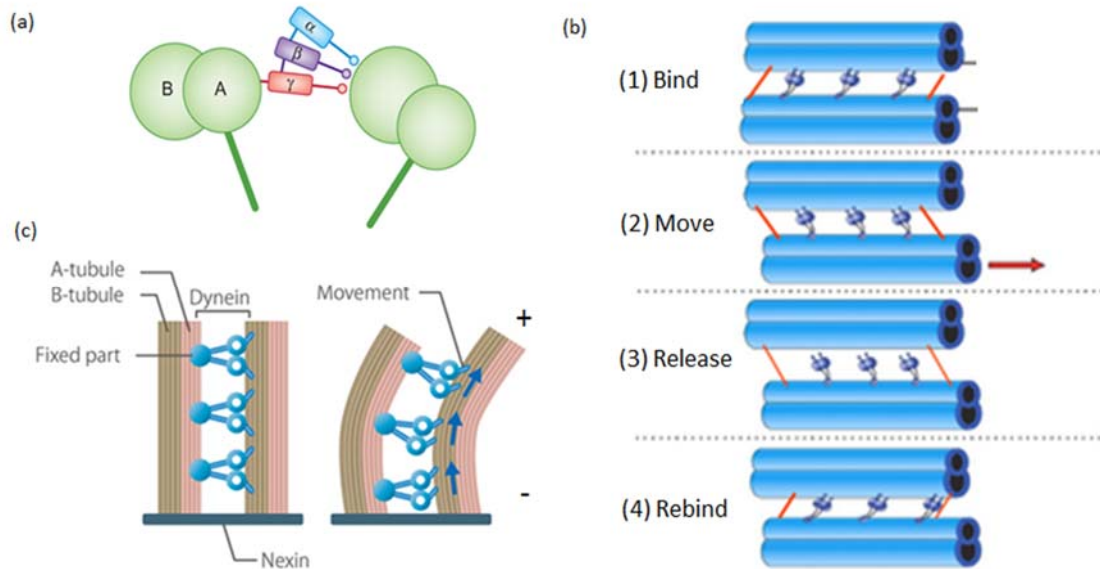 (a)
α
β
γ
B
A
(b)
(1) Bind
(2) Move
(3) Release
(4) Rebind
(c)
A-tubule
B-tubule
Dynein
Fixed part
Movement
+
-
Nexin